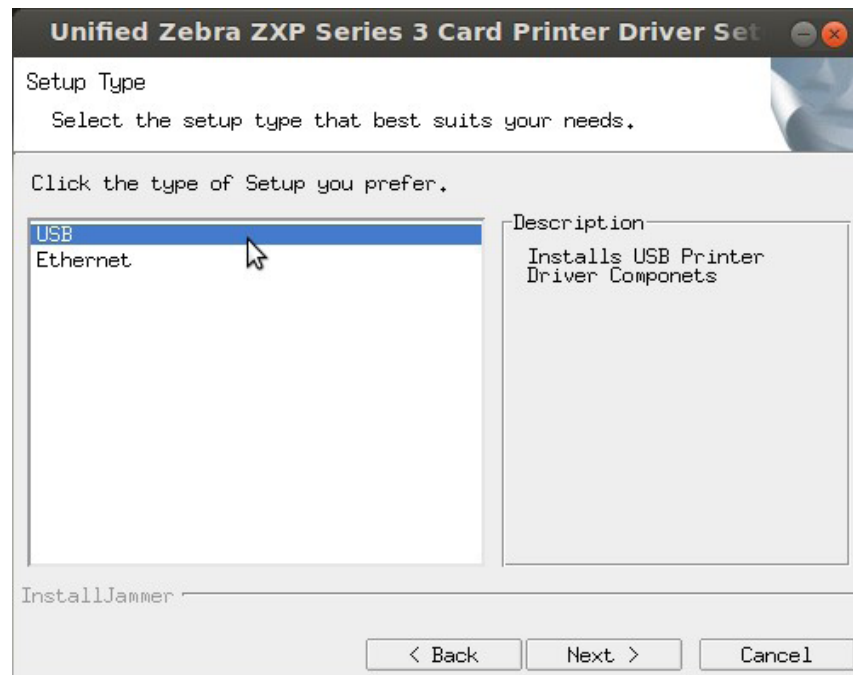 Unified Zebra ZXP Series 3 Card Printer Driver Set
Setup Type
Select the setup type that best suits your needs.
Click the type of Setup you prefer.
USB
Ethernet
Description
Installs USB Printer
Driver Componets
InstallJammer
< Back
Next >
Cancel